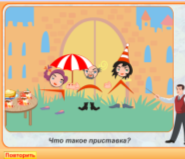 Что такое приставка?
Повторить